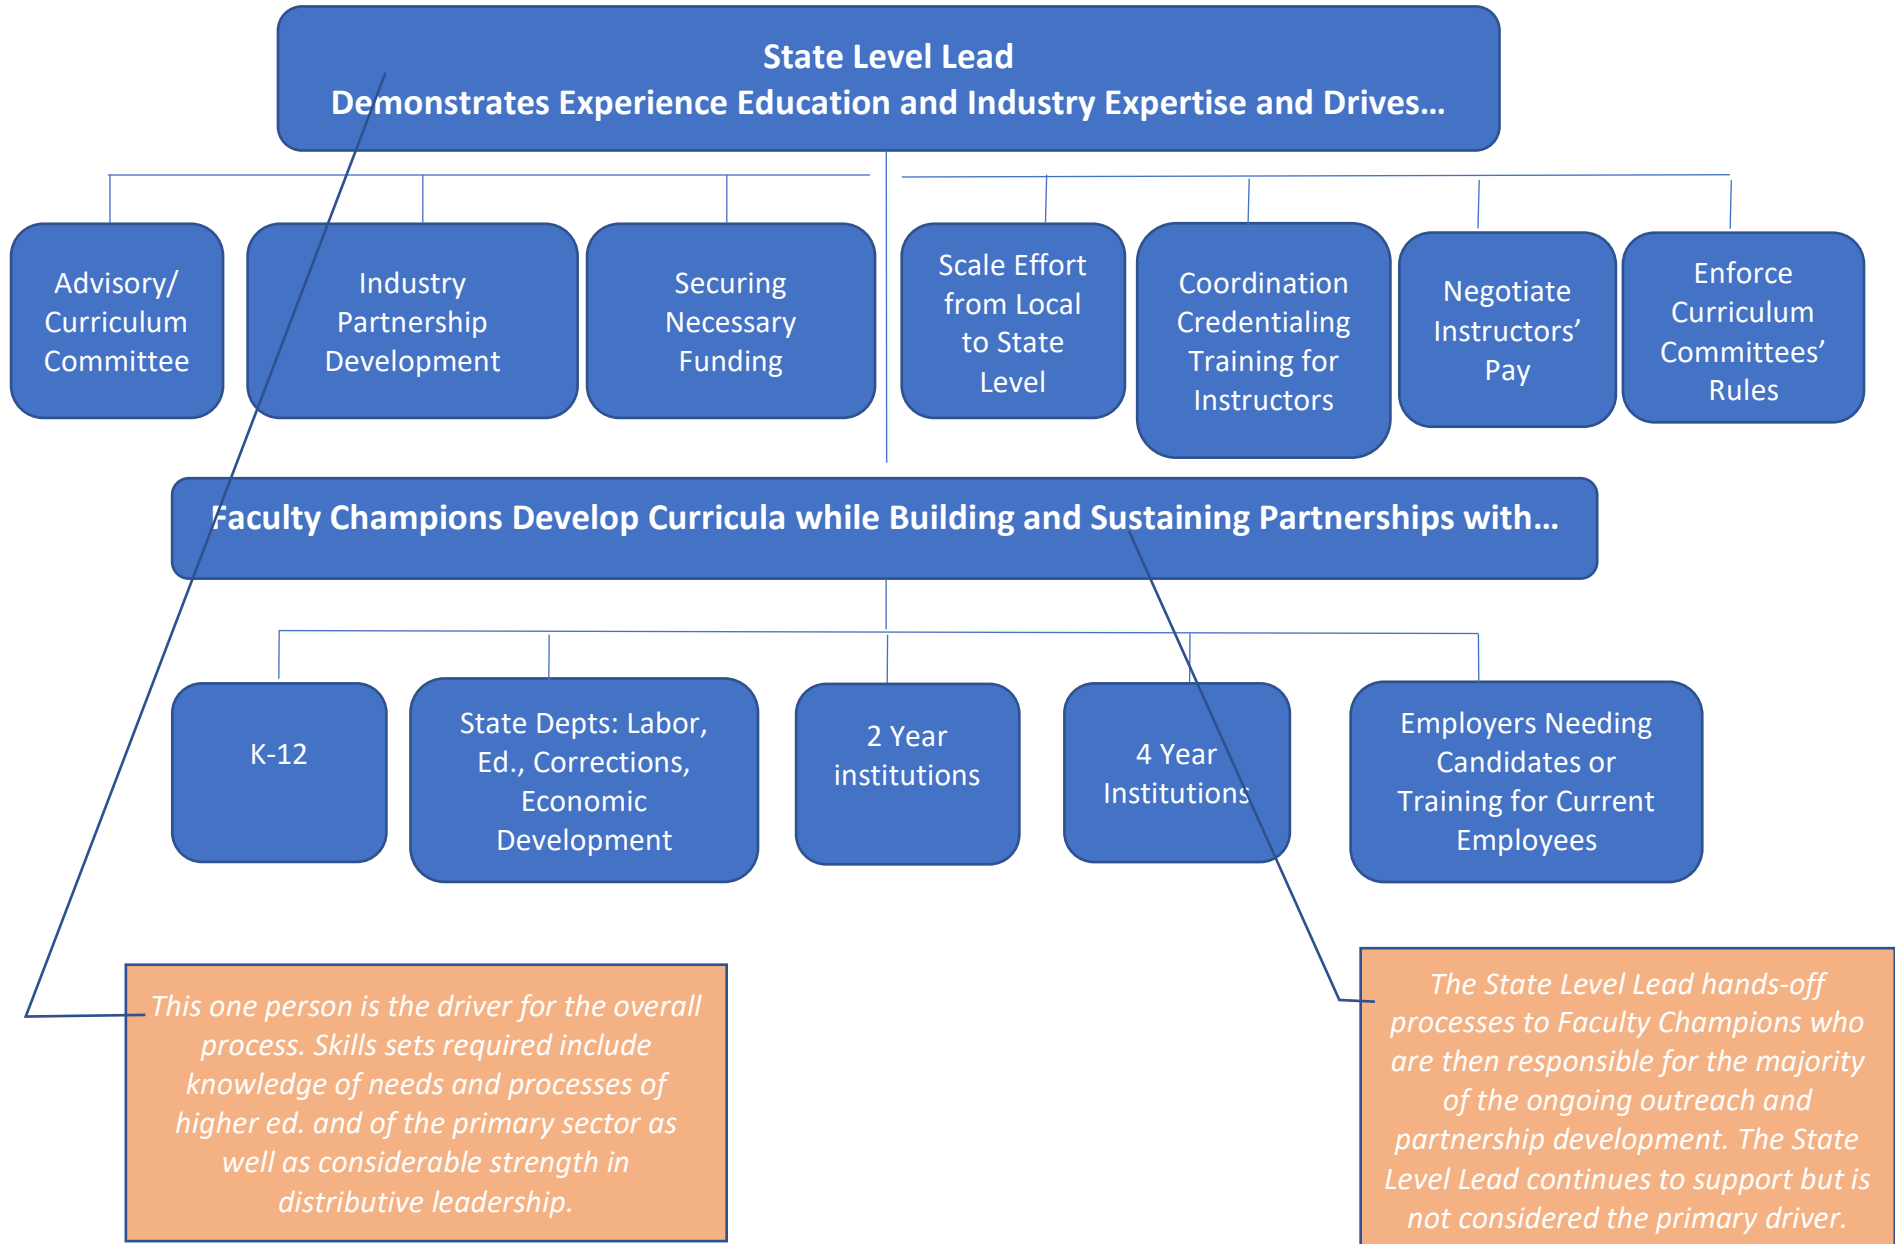 State Level Lead
Demonstrates Experience Education and Industry Expertise and Drives...
Advisory/
Curriculum
Committee
Industry
Partnership
Development
Securing
Necessary
Funding
Scale Effort
from Local
to State
Level
Coordination
Credentialing
Training for
Instructors
Negotiate
Instructors’
Pay
Enforce
Curriculum
Committees’
Rules
Faculty Champions Develop Curricula while Building and Sustaining Partnerships with...
K-12
State Depts: Labor,
Ed., Corrections,
Economic
Development
2 Year
institutions
4 Year
Institutions
Employers Needing
Candidates or
Training for Current
Employees
This one person is the driver for the overall
process. Skills sets required include
knowledge of needs and processes of
higher ed. and of the primary sector as
well as considerable strength in
distributive leadership.
The State Level Lead hands-off
processes to Faculty Champions who
are then responsible for the majority
of the ongoing outreach and
partnership development. The State
Level Lead continues to support but is
not considered the primary driver.